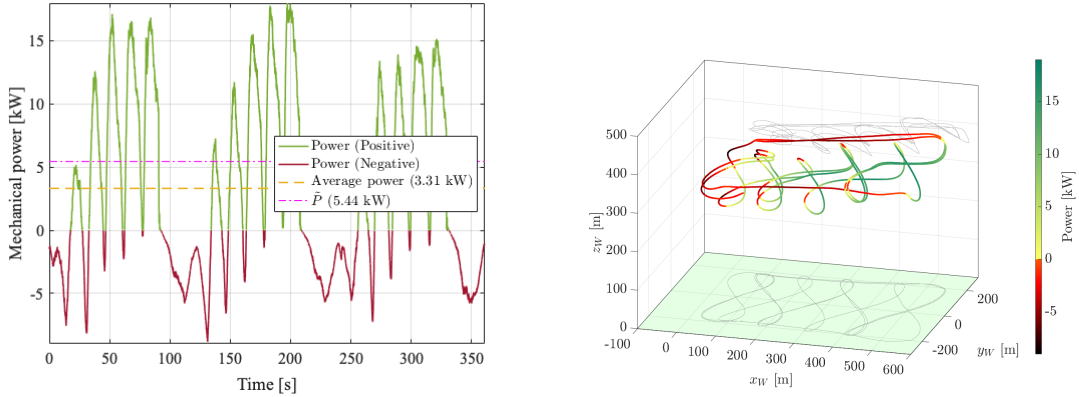 Mechanical power [kW]
15
10
5
0
-5
0 50 100 150 200 250 300 350
Time [s]
Power (Positive)
Power (Negative)
Average power (3.31 kW)
P̃ (5.44 kW)
500
400
300
200
100
0
z_W [m]
-100 0 100 200 300 400 500 600
x_W [m]
200
0
-200
y_W [m]
15
10
5
0
-5
Power [kW]